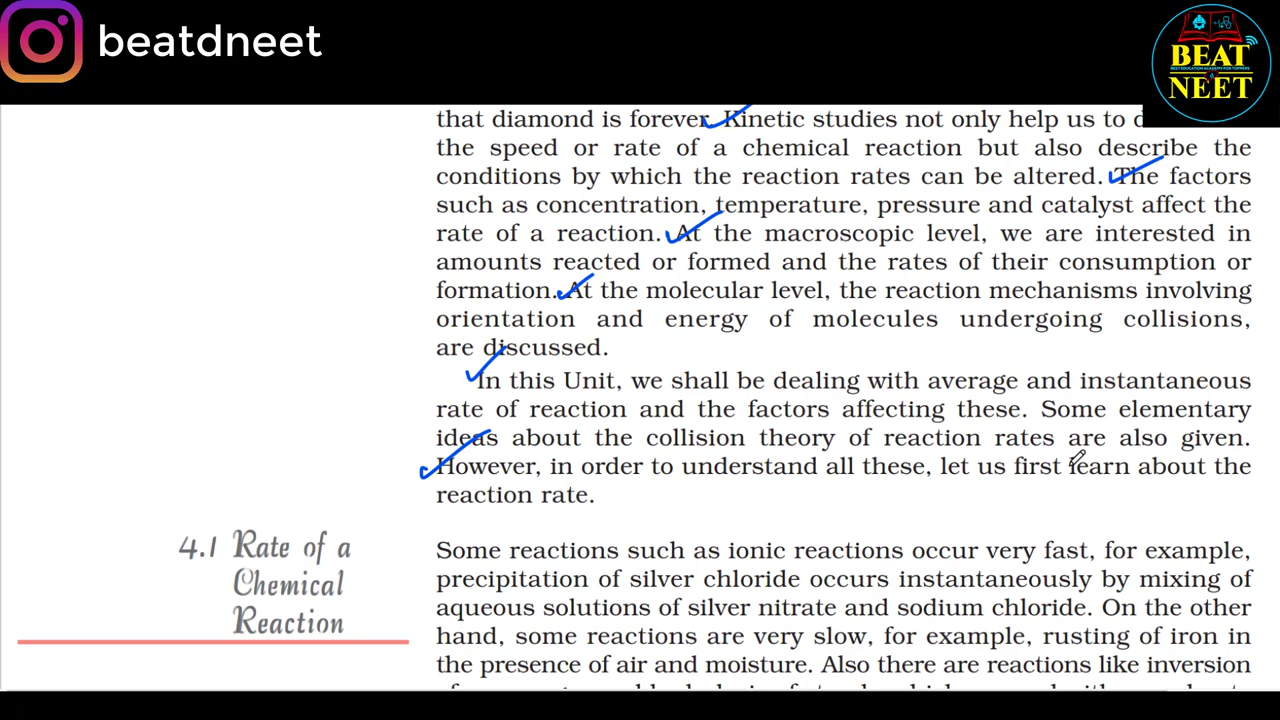 beatdneet
BEAT
BEST EDUCATION ACADEMY FOR TOPPERS
NEET
that diamond is forever. Kinetic studies not only help us to
the speed or rate of a chemical reaction but also describe the
conditions by which the reaction rates can be altered. The factors
such as concentration, temperature, pressure and catalyst affect the
rate of a reaction. At the macroscopic level, we are interested in
amounts reacted or formed and the rates of their consumption or
formation. At the molecular level, the reaction mechanisms involving
orientation and energy of molecules undergoing collisions,
are discussed.
In this Unit, we shall be dealing with average and instantaneous
rate of reaction and the factors affecting these. Some elementary
ideas about the collision theory of reaction rates are also given.
However, in order to understand all these, let us first learn about the
reaction rate.
4.1 Rate of a
Chemical
Reaction
Some reactions such as ionic reactions occur very fast, for example,
precipitation of silver chloride occurs instantaneously by mixing of
aqueous solutions of silver nitrate and sodium chloride. On the other
hand, some reactions are very slow, for example, rusting of iron in
the presence of air and moisture. Also there are reactions like inversion